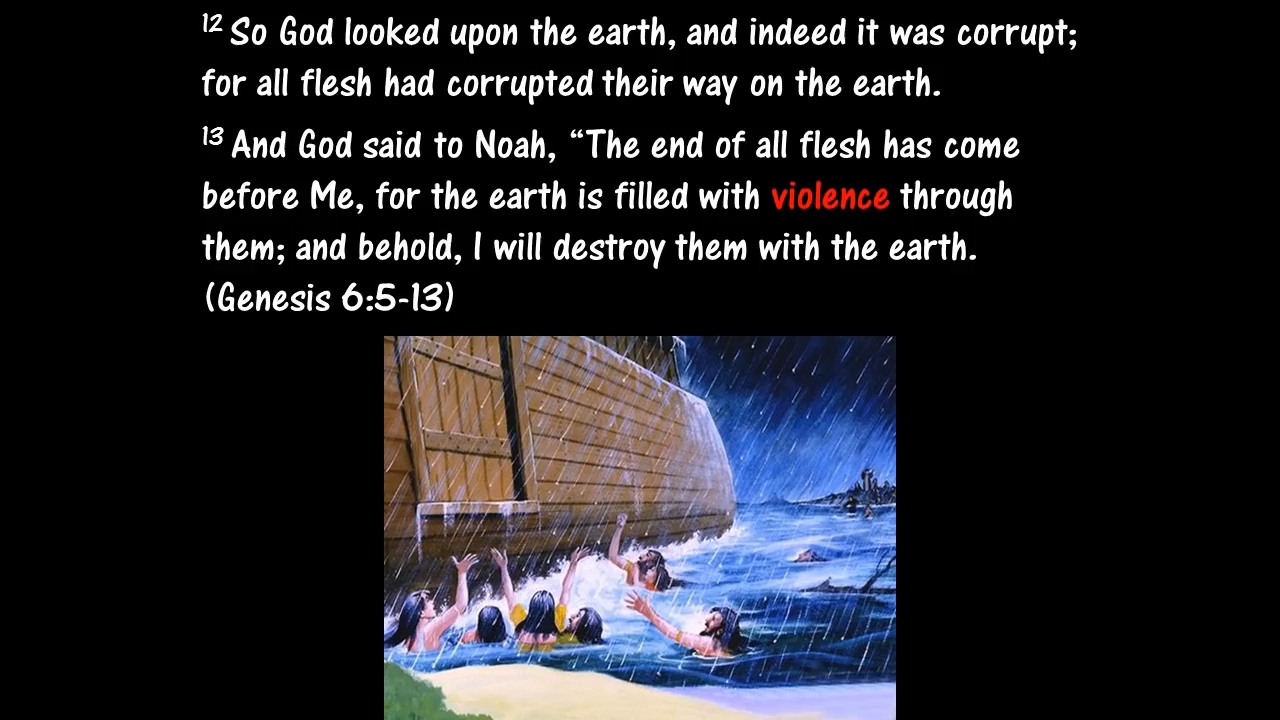 12 So God looked upon the earth, and indeed it was corrupt;
for all flesh had corrupted their way on the earth.
13 And God said to Noah, “The end of all flesh has come
before Me, for the earth is filled with violence through
them; and behold, I will destroy them with the earth.
(Genesis 6:5-13)